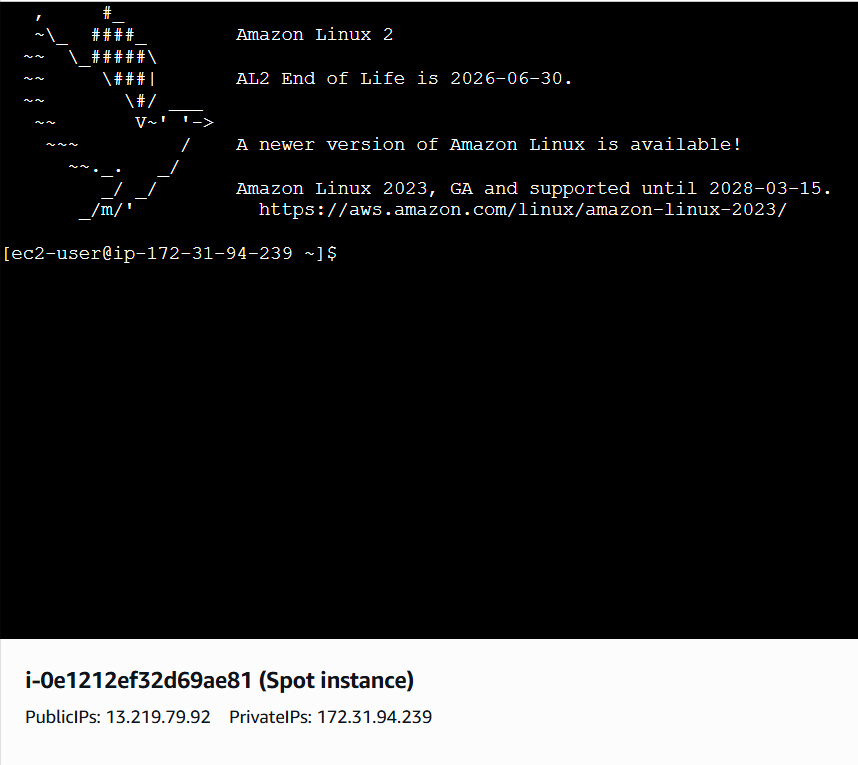 ,     #_
   ~\_  ####_        Amazon Linux 2
  ~~  \_#####\
  ~~     \###|       AL2 End of Life is 2026-06-30.
  ~~       \#/ ___
   ~~       V~' '->
    ~~~         /    A newer version of Amazon Linux is available!
      ~~._.   _/
         _/ _/       Amazon Linux 2023, GA and supported until 2028-03-15.
       _/m/'           https://aws.amazon.com/linux/amazon-linux-2023/
[ec2-user@ip-172-31-94-239 ~]$
i-0e1212ef32d69ae81 (Spot instance)
PublicIPs: 13.219.79.92 PrivateIPs: 172.31.94.239